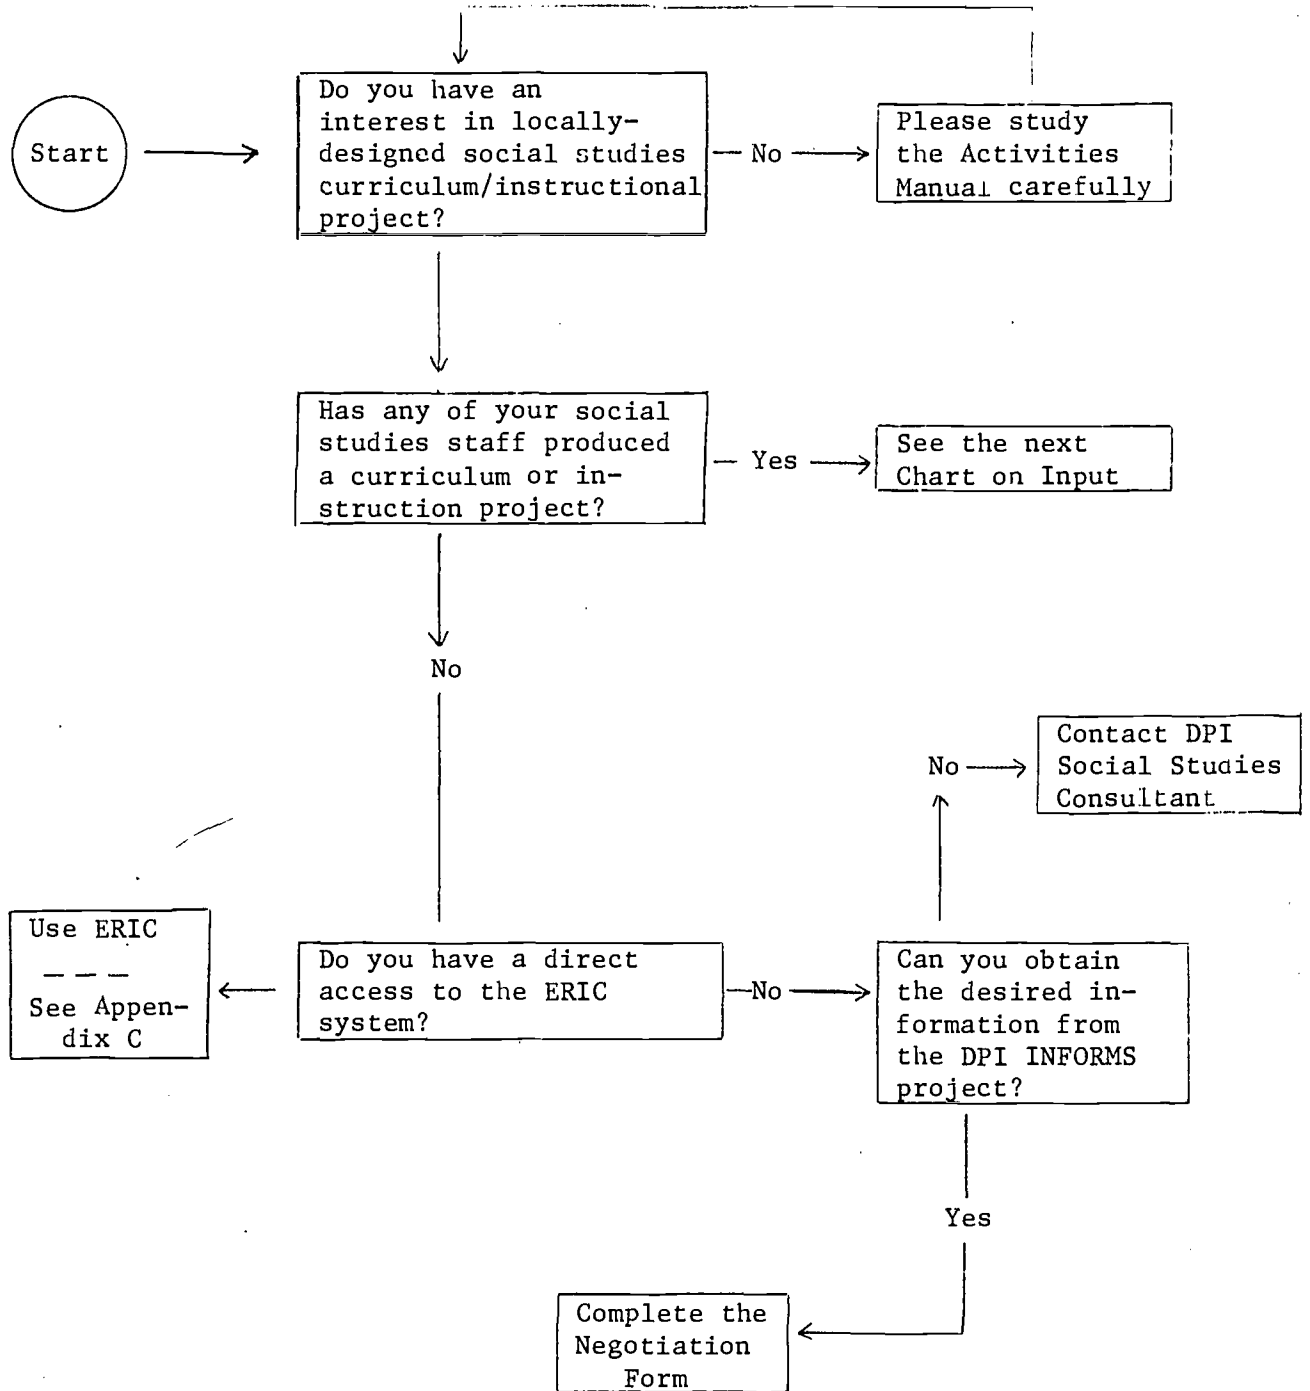 Start
Do you have an
interest in locally-
designed social studies
curriculum/instructional
project?
No
Please study
the Activities
Manual carefully
Has any of your social
studies staff produced
a curriculum or in-
struction project?
Yes
See the next
Chart on Input
No
No
Contact DPI
Social Studies
Consultant
Use ERIC
See Appen-
dix C
Do you have a direct
access to the ERIC
system?
No
Can you obtain
the desired in-
formation from
the DPI INFORMS
project?
Yes
Complete the
Negotiation
Form